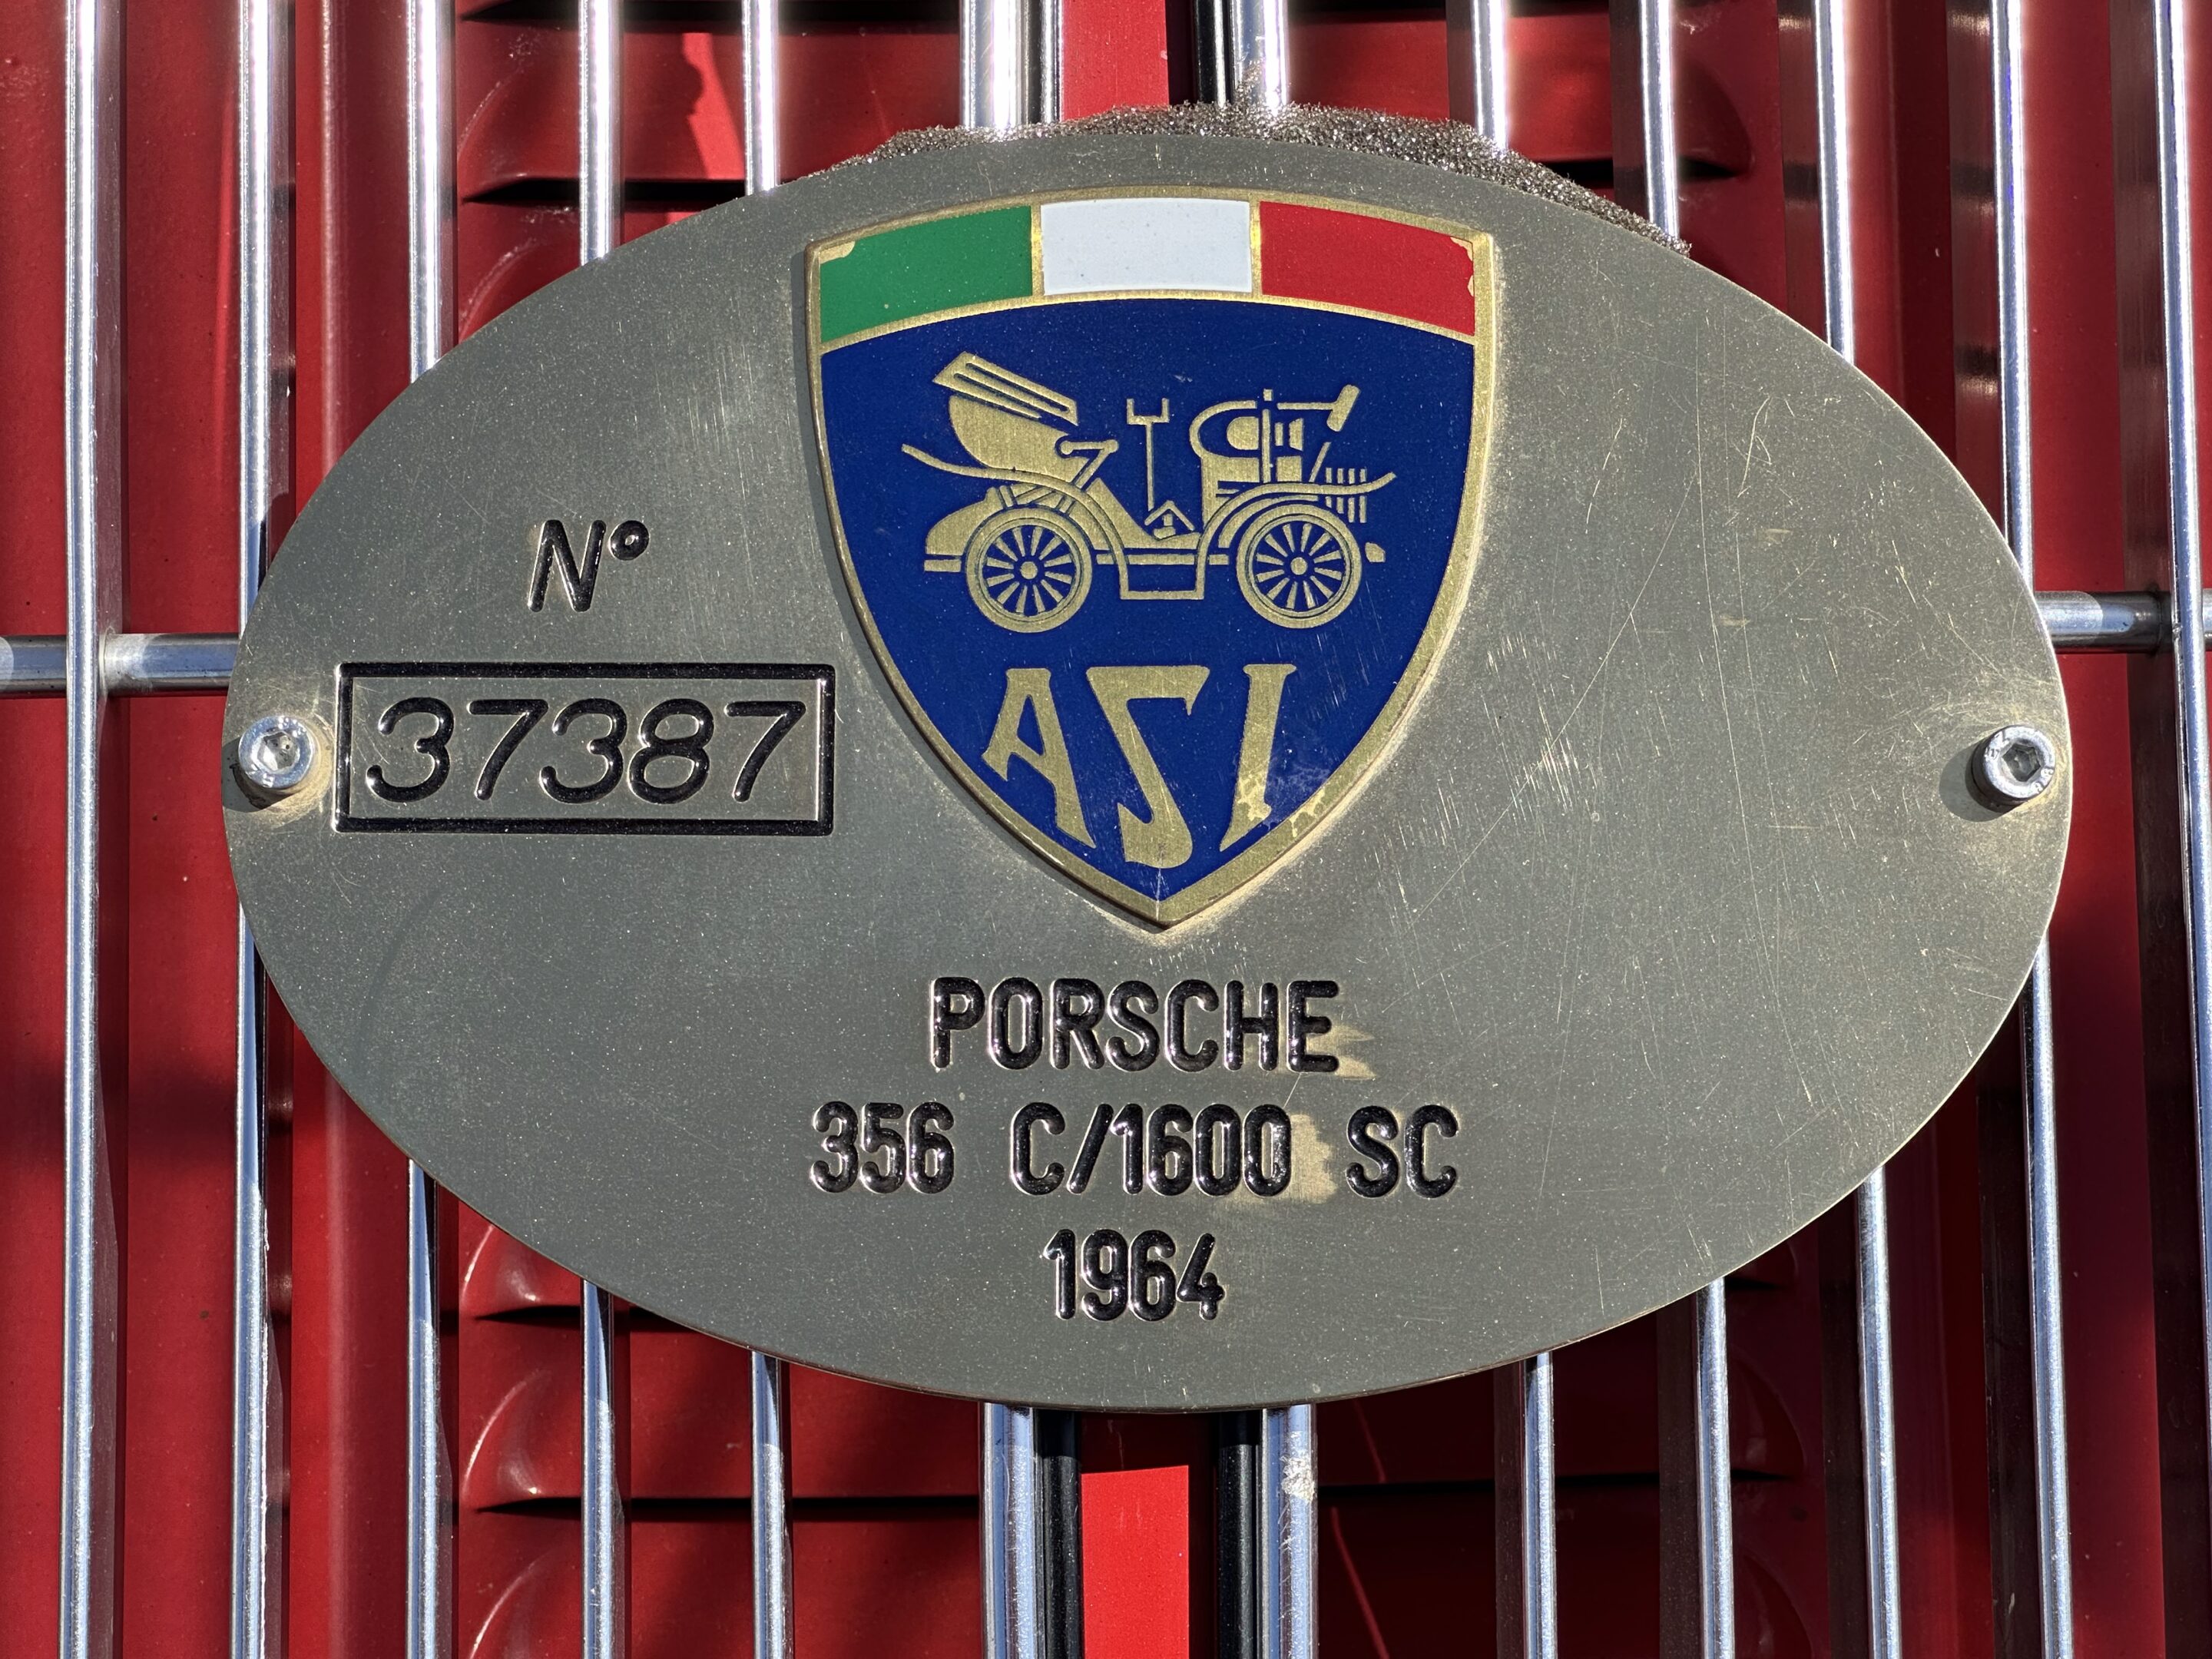 ASI
N°
37387
PORSCHE
356 C/1600 SC
1964